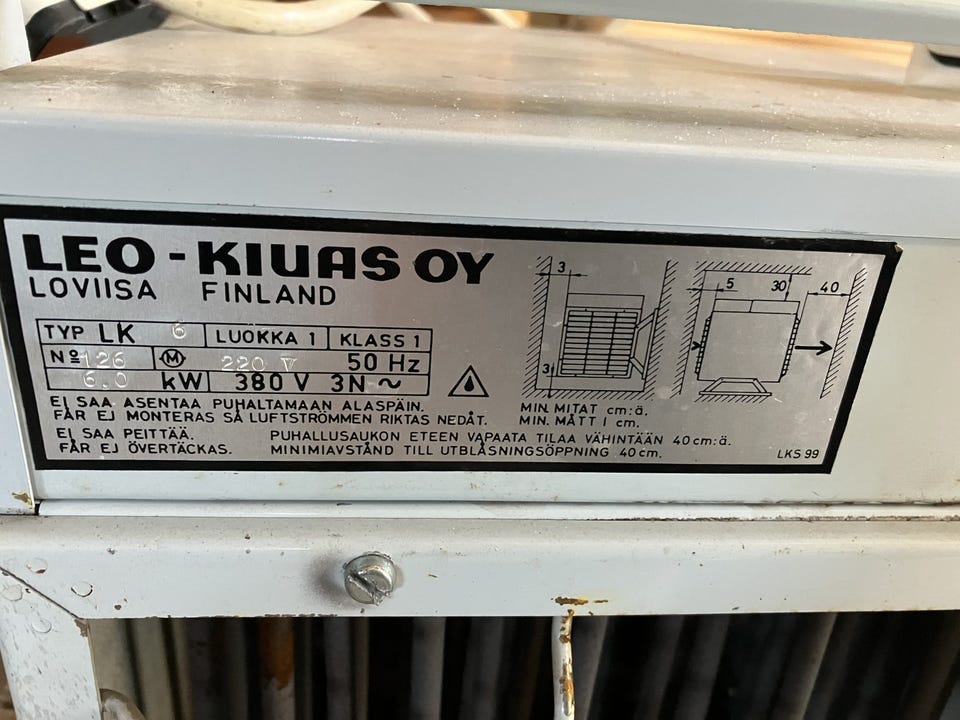 LEO-KIUAS OY
LOVIISA FINLAND
TYP LK 6 LUOKKA 1 KLASS 1
Nº 126 M 220 V 50 Hz
6.0 kW 380 V 3N ~
EI SAA ASENTAA PUHALTAMAAN ALASPÄIN.
FÅR EJ MONTERAS SÅ LUFTSTRÖMMEN RIKTAS NEDÅT.
EI SAA PEITTÄÄ.
FÅR EJ ÖVERTÄCKAS.
3
3
5 30 40
MIN. MITAT cm:ä.
MIN. MÅTT I cm.
PUHALLUSAUKON ETEEN VAPAATA TILAA VÄHINTÄÄN 40 cm:ä.
MINIMIAVSTÅND TILL UTBLÅSNINGSÖPPNING 40 cm.
LKS 99